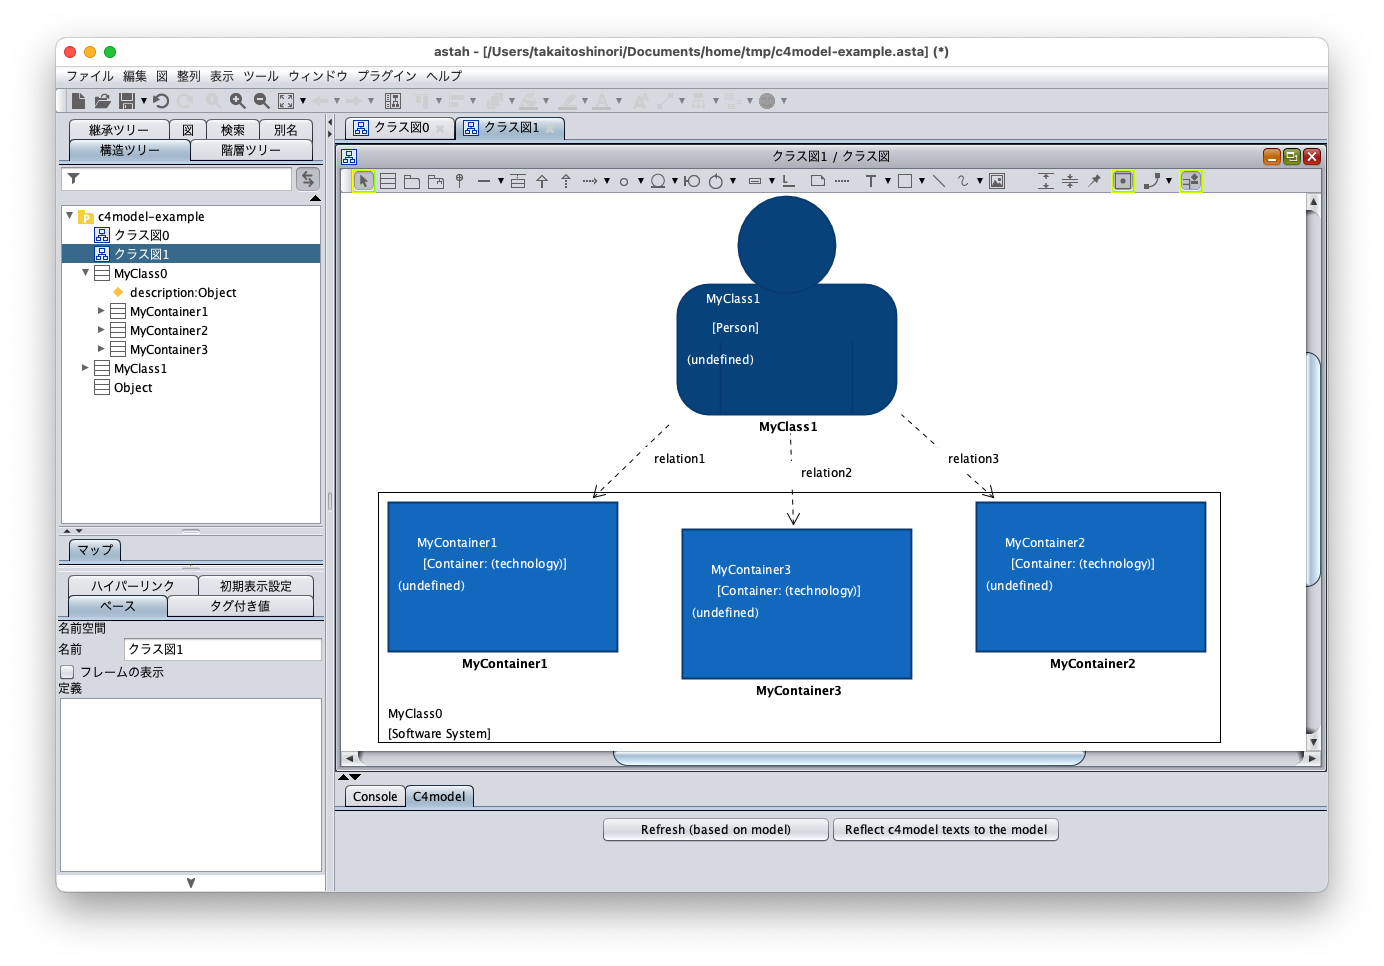 astah - [/Users/takaitoshinori/Documents/home/tmp/c4model-example.asta] (*)
ファイル 編集 図 整列 表示 ツール ウィンドウ プラグイン ヘルプ
継承ツリー 図 検索 別名
構造ツリー 階層ツリー
c4model-example
クラス図0
クラス図1
MyClass0
description:Object
MyContainer1
MyContainer2
MyContainer3
MyClass1
Object
マップ
ハイパーリンク 初期表示設定
ベース タグ付き値
名前空間
名前 クラス図1
フレームの表示
定義
クラス図0 クラス図1
クラス図1 / クラス図
MyClass1
[Person]
(undefined)
MyClass1
relation1
relation2
relation3
MyContainer1
[Container: (technology)]
(undefined)
MyContainer1
MyContainer3
[Container: (technology)]
(undefined)
MyContainer3
MyContainer2
[Container: (technology)]
(undefined)
MyContainer2
MyClass0
[Software System]
Console C4model
Refresh (based on model) Reflect c4model texts to the model